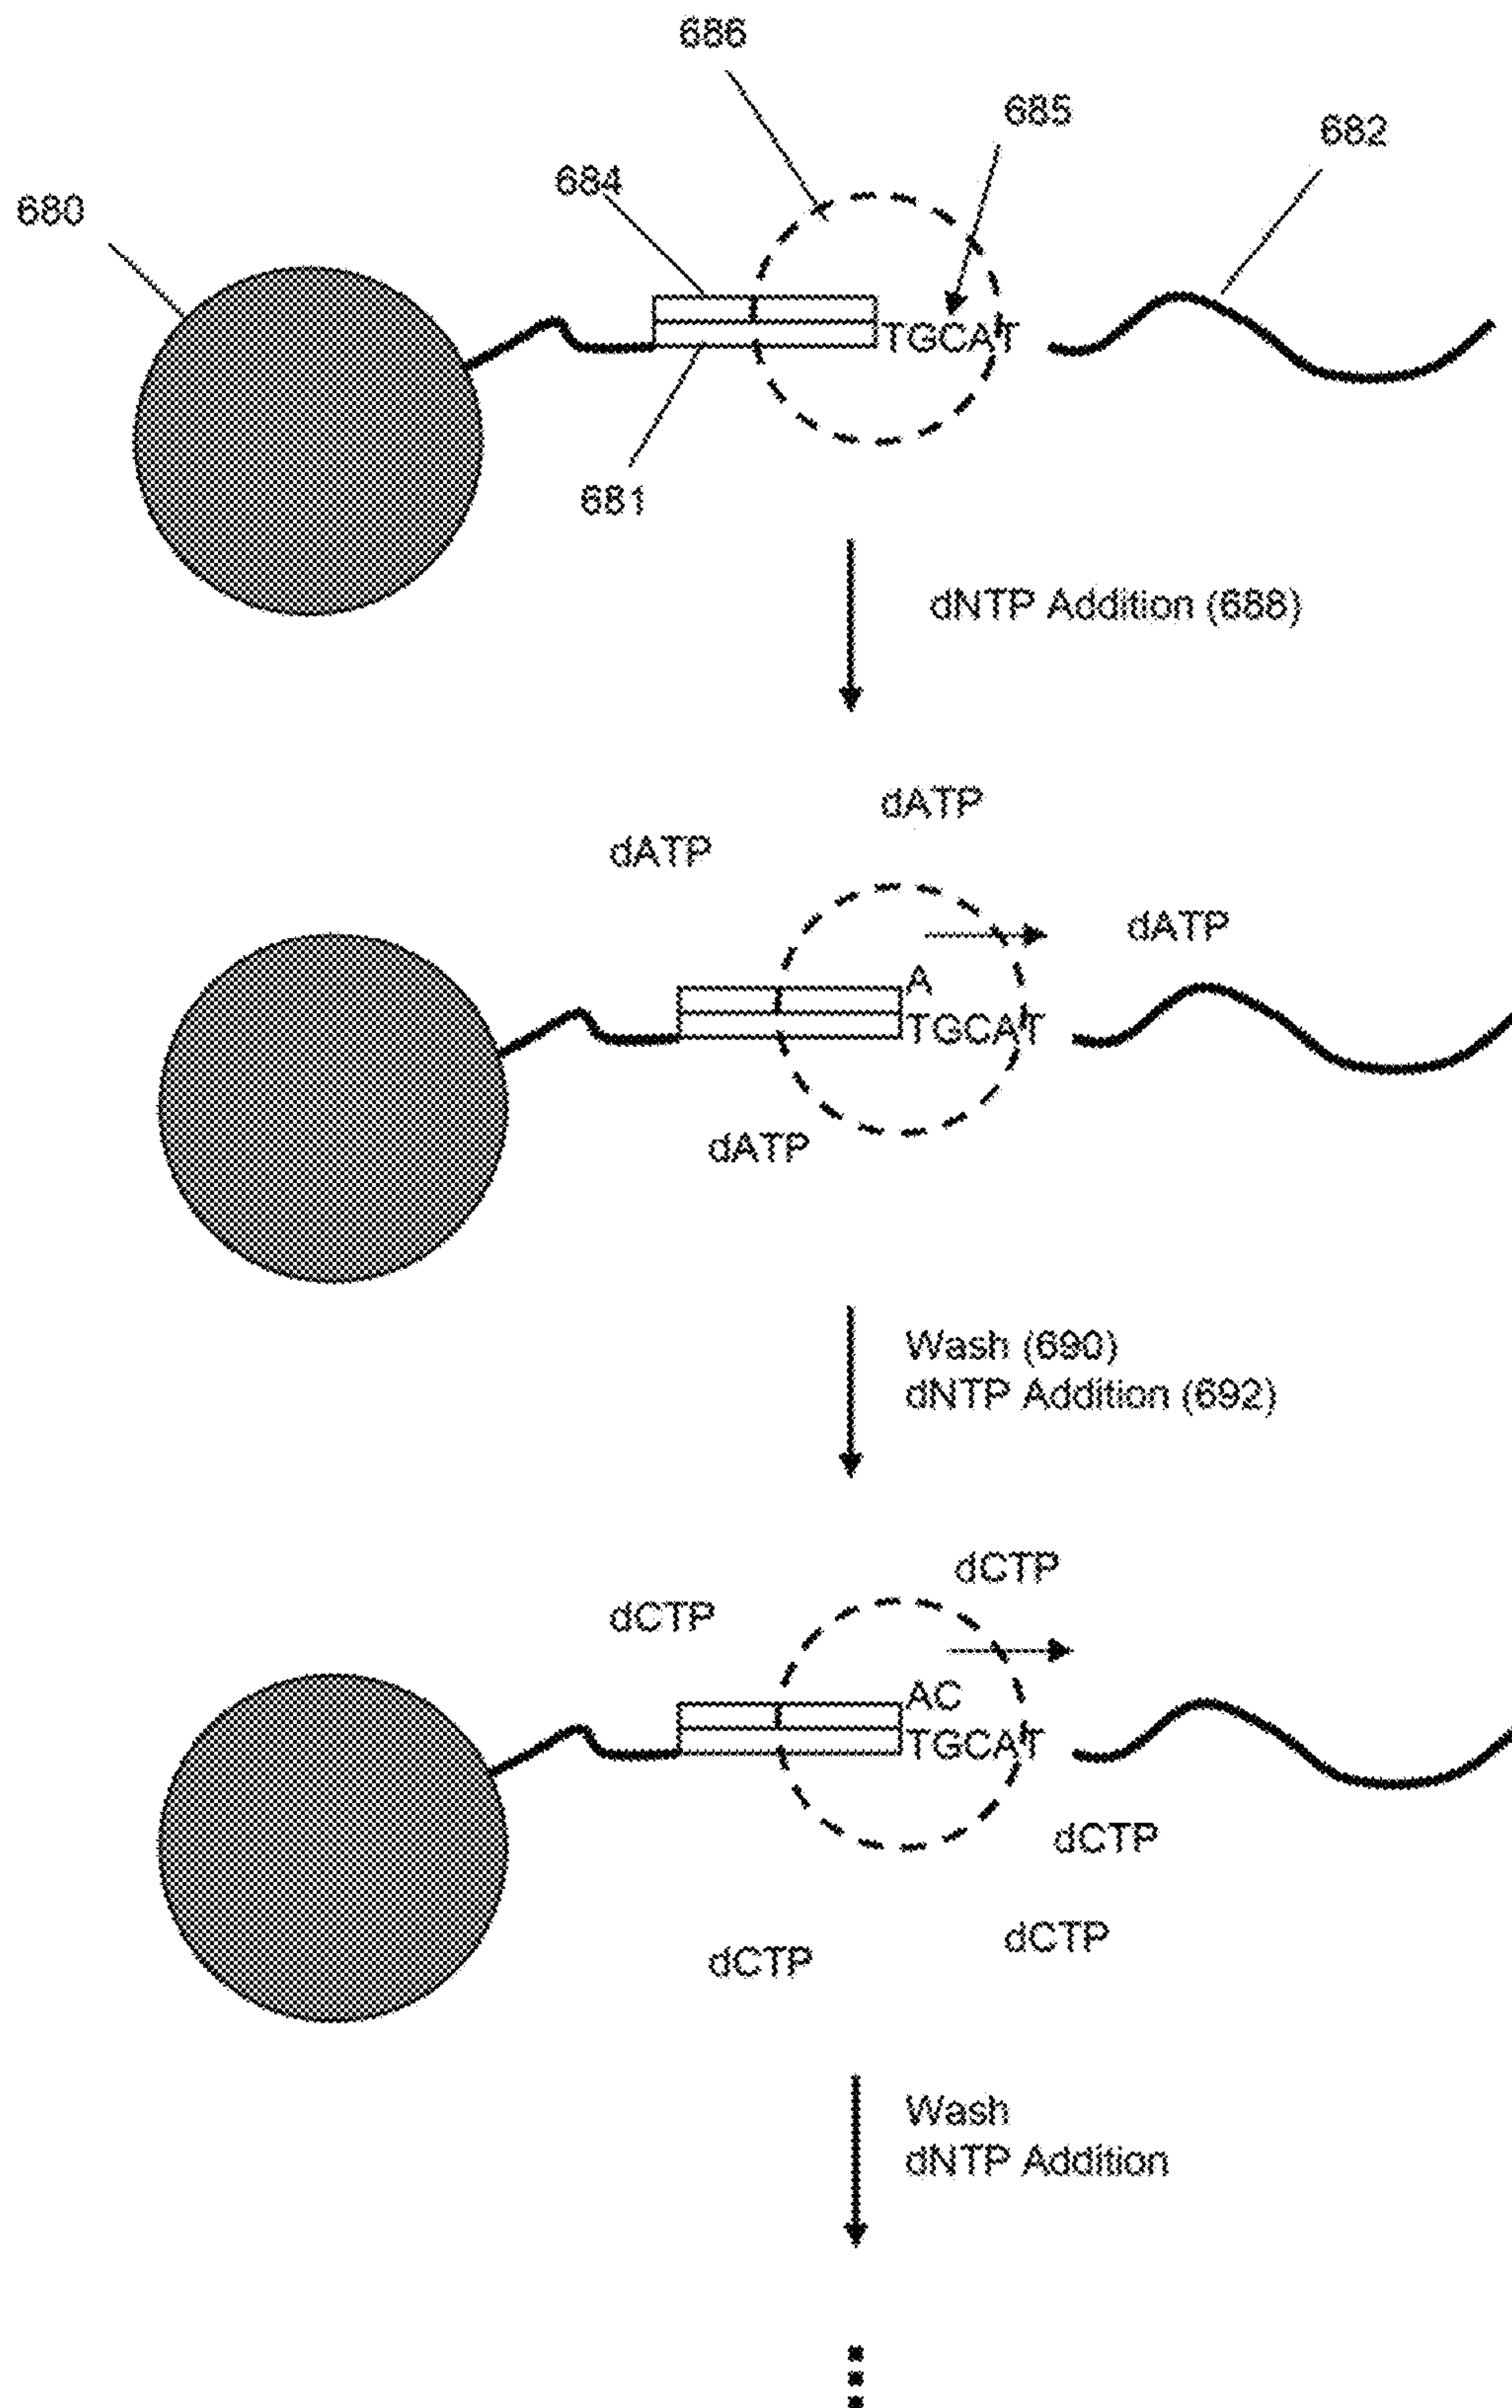 686
685
682
684
680
TGCAT
681
dNTP Addition (688)
dATP
dATP
dATP
A
TGCAT
dATP
Wash (690)
dNTP Addition (692)
dCTP
dCTP
AC
TGCAT
dCTP
dCTP
dCTP
Wash
dNTP Addition